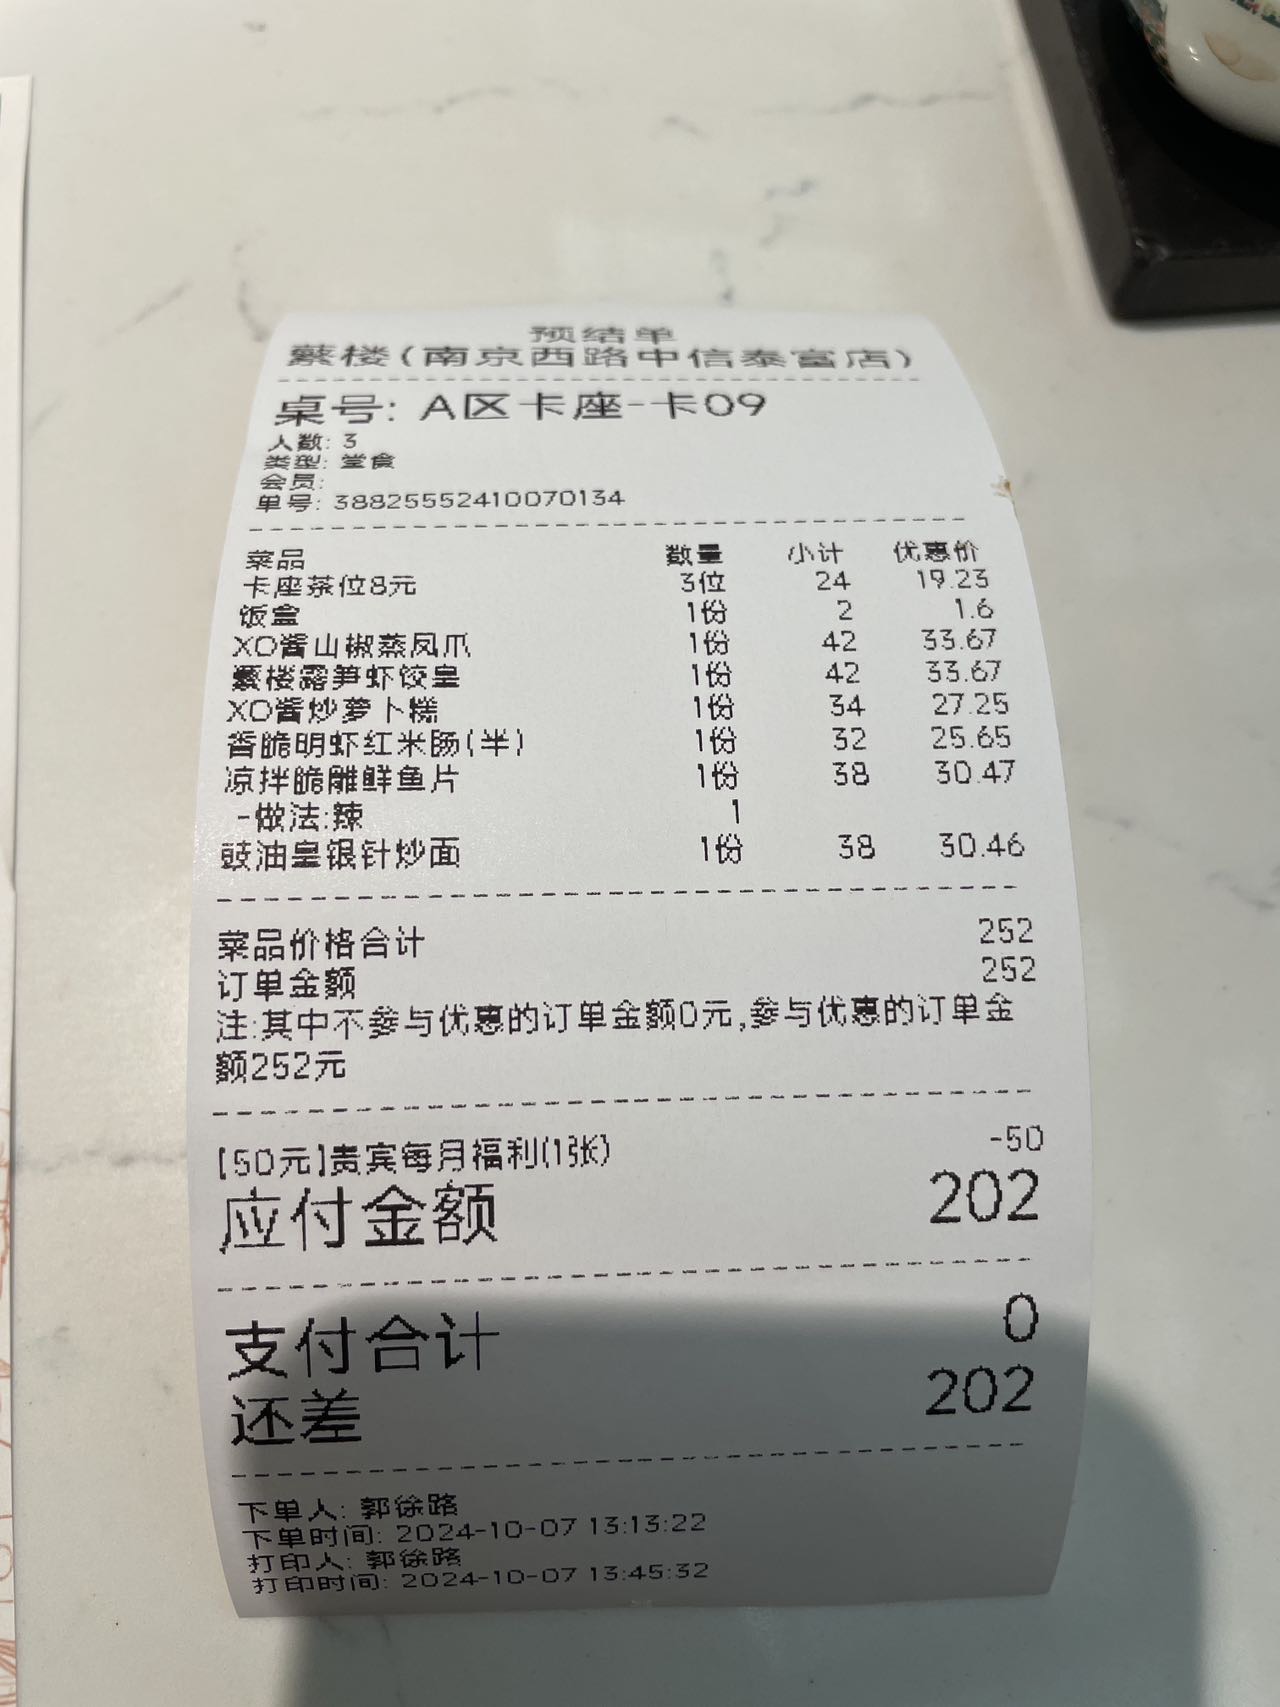 预结单
蘩楼(南京西路中信泰富店)
桌号: A区卡座-卡09
人数: 3
类型: 堂食
会员:
单号: 38825552410070134
菜品 数量 小计 优惠价
卡座茶位8元 3位 24 19.23
饭盒 1份 2 1.6
XO酱山椒蒸凤爪 1份 42 33.67
蘩楼露笋虾饺皇 1份 42 33.67
XO酱炒萝卜糕 1份 34 27.25
香脆明虾红米肠(半) 1份 32 25.65
凉拌脆雕鲜鱼片 1份 38 30.47
-做法:辣 1
豉油皇银针炒面 1份 38 30.46
菜品价格合计 252
订单金额 252
注:其中不参与优惠的订单金额0元,参与优惠的订单金
额252元
[50元]贵宾每月福利(1张) -50
应付金额 202
支付合计 0
还差 202
下单人: 郭徐路
下单时间: 2024-10-07 13:13:22
打印人: 郭徐路
打印时间: 2024-10-07 13:45:32